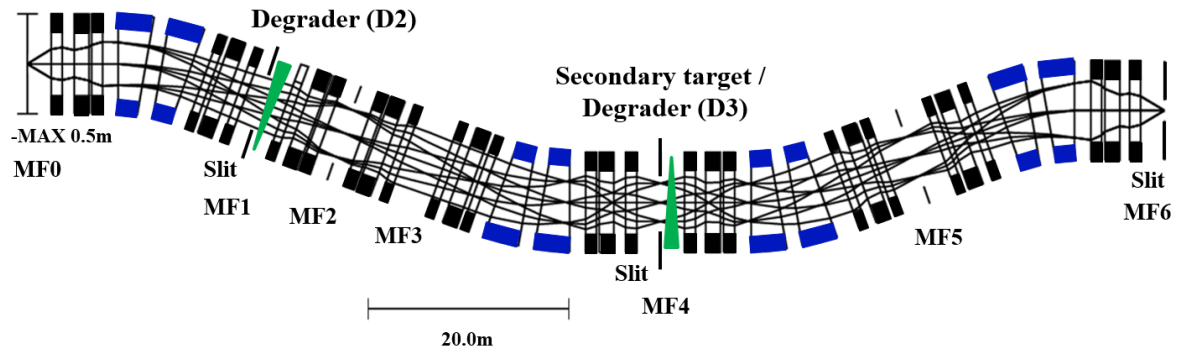 Degrader (D2)
Secondary target /
Degrader (D3)
-MAX 0.5m
MF0
Slit
MF1
MF2
MF3
Slit
MF4
MF5
Slit
MF6
20.0m